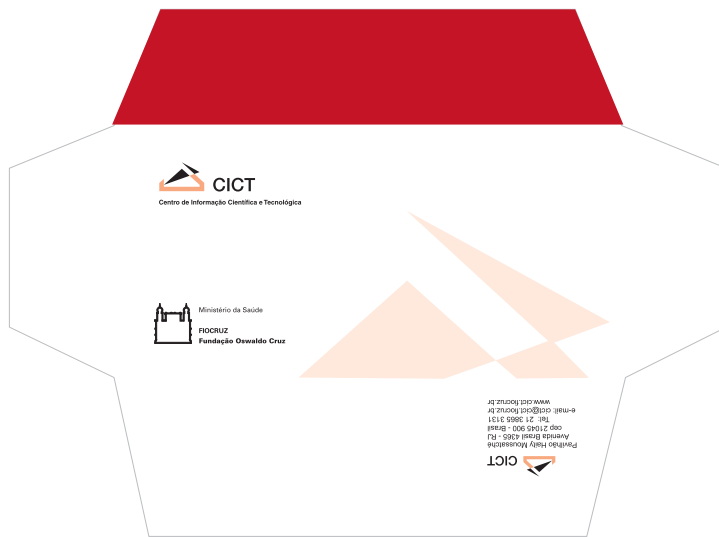 CICT
Centro de Informação Científica e Tecnológica
Ministério da Saúde
FIOCRUZ
Fundação Oswaldo Cruz
CICT
Pavilhão Haity Moussatché
Avenida Brasil 4365 - RJ
cep 21045 900 - Brasil
Tel: 21 3865 3131
e-mail: cict@cict.fiocruz.br
www.cict.fiocruz.br